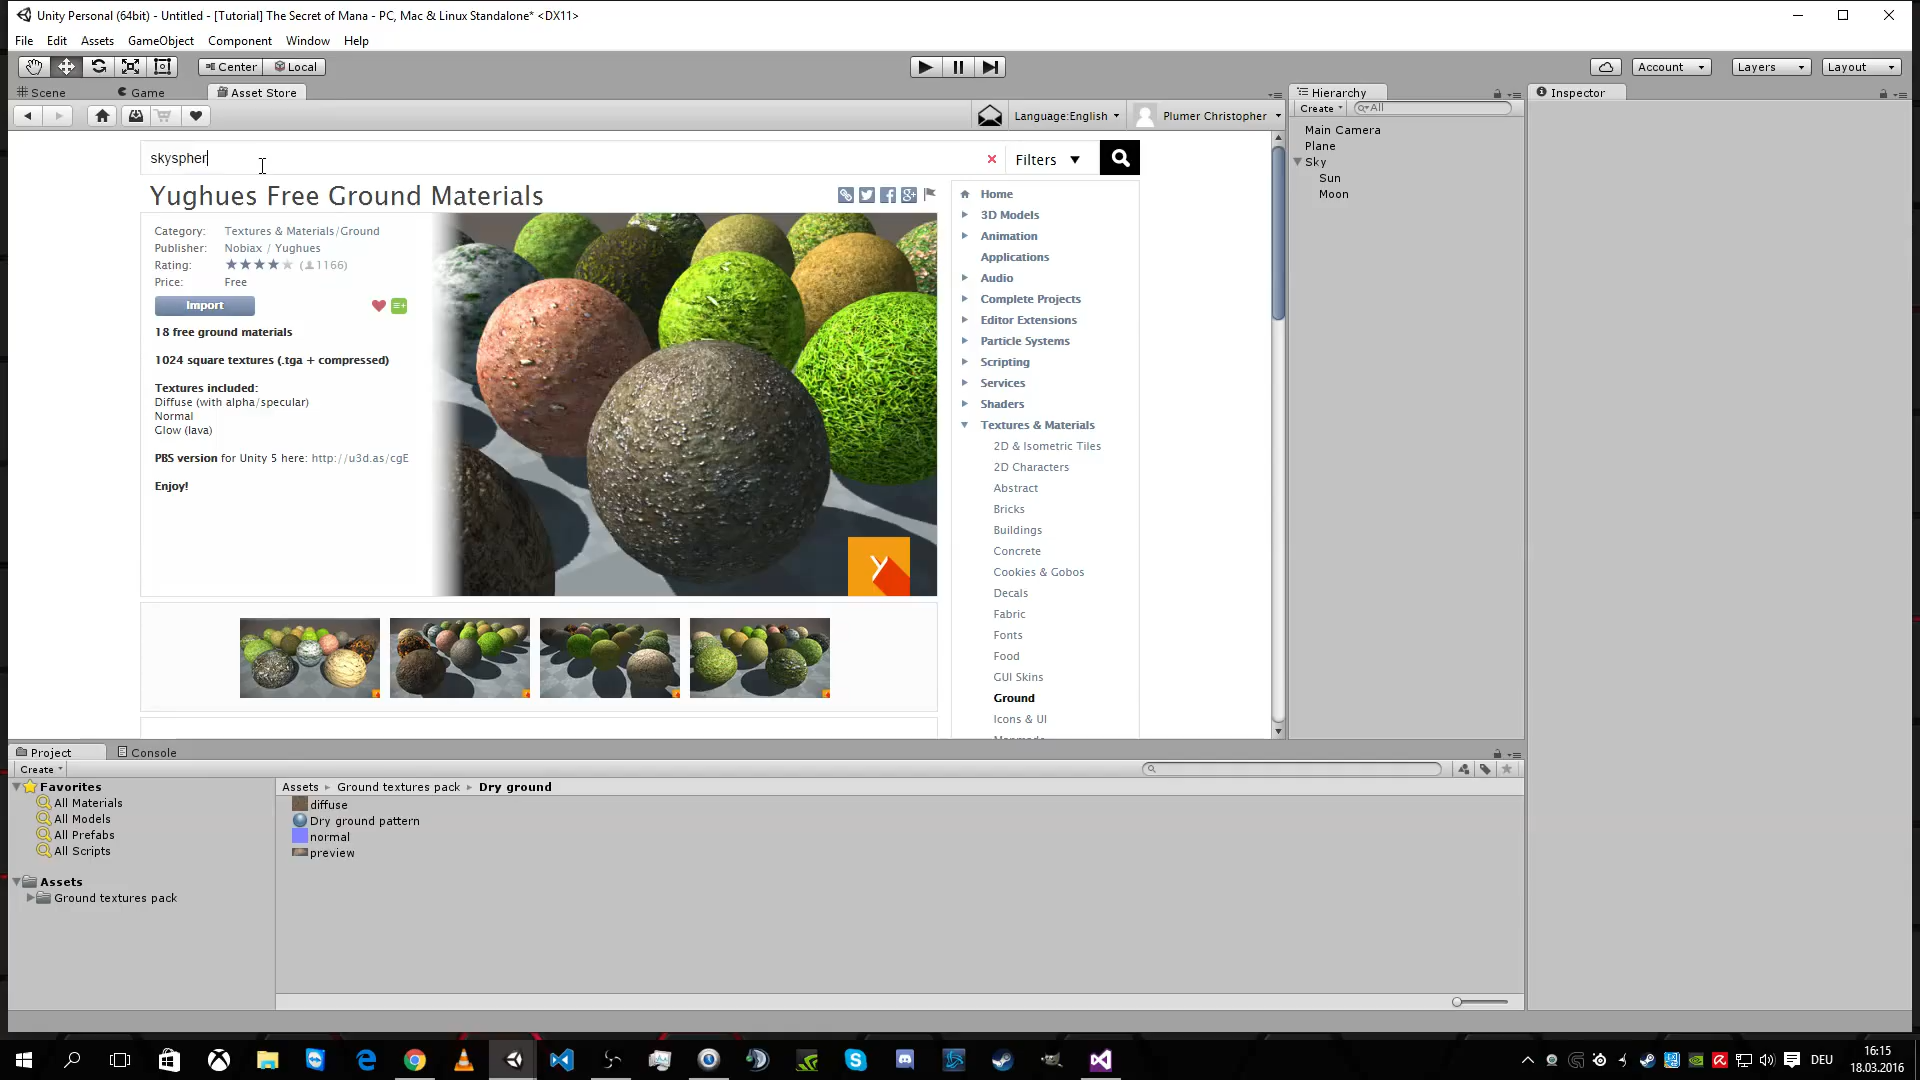 Unity Personal (64bit) - Untitled - [Tutorial] The Secret of Mana - PC, Mac & Linux Standalone* <DX11>
File Edit Assets GameObject Component Window Help
Center Local Account Layers Layout
Scene Game Asset Store Hierarchy Inspector
Language:English Plumer Christopher Create All
Main Camera
Plane
Sky
Sun
Moon
skyspher Filters
Yughues Free Ground Materials
Category: Textures & Materials/Ground
Publisher: Nobiax / Yughues
Rating: (1166)
Price: Free
Import
18 free ground materials
1024 square textures (.tga + compressed)
Textures included:
Diffuse (with alpha/specular)
Normal
Glow (lava)
PBS version for Unity 5 here: http://u3d.as/cgE
Enjoy!
Y
Home
3D Models
Animation
Applications
Audio
Complete Projects
Editor Extensions
Particle Systems
Scripting
Services
Shaders
Textures & Materials
2D & Isometric Tiles
2D Characters
Abstract
Bricks
Buildings
Concrete
Cookies & Gobos
Decals
Fabric
Fonts
Food
GUI Skins
Ground
Icons & UI
Project Console
Create
Favorites
All Materials
All Models
All Prefabs
All Scripts
Assets
Ground textures pack
Assets Ground textures pack Dry ground
diffuse
Dry ground pattern
normal
preview
DEU
16:15
18.03.2016